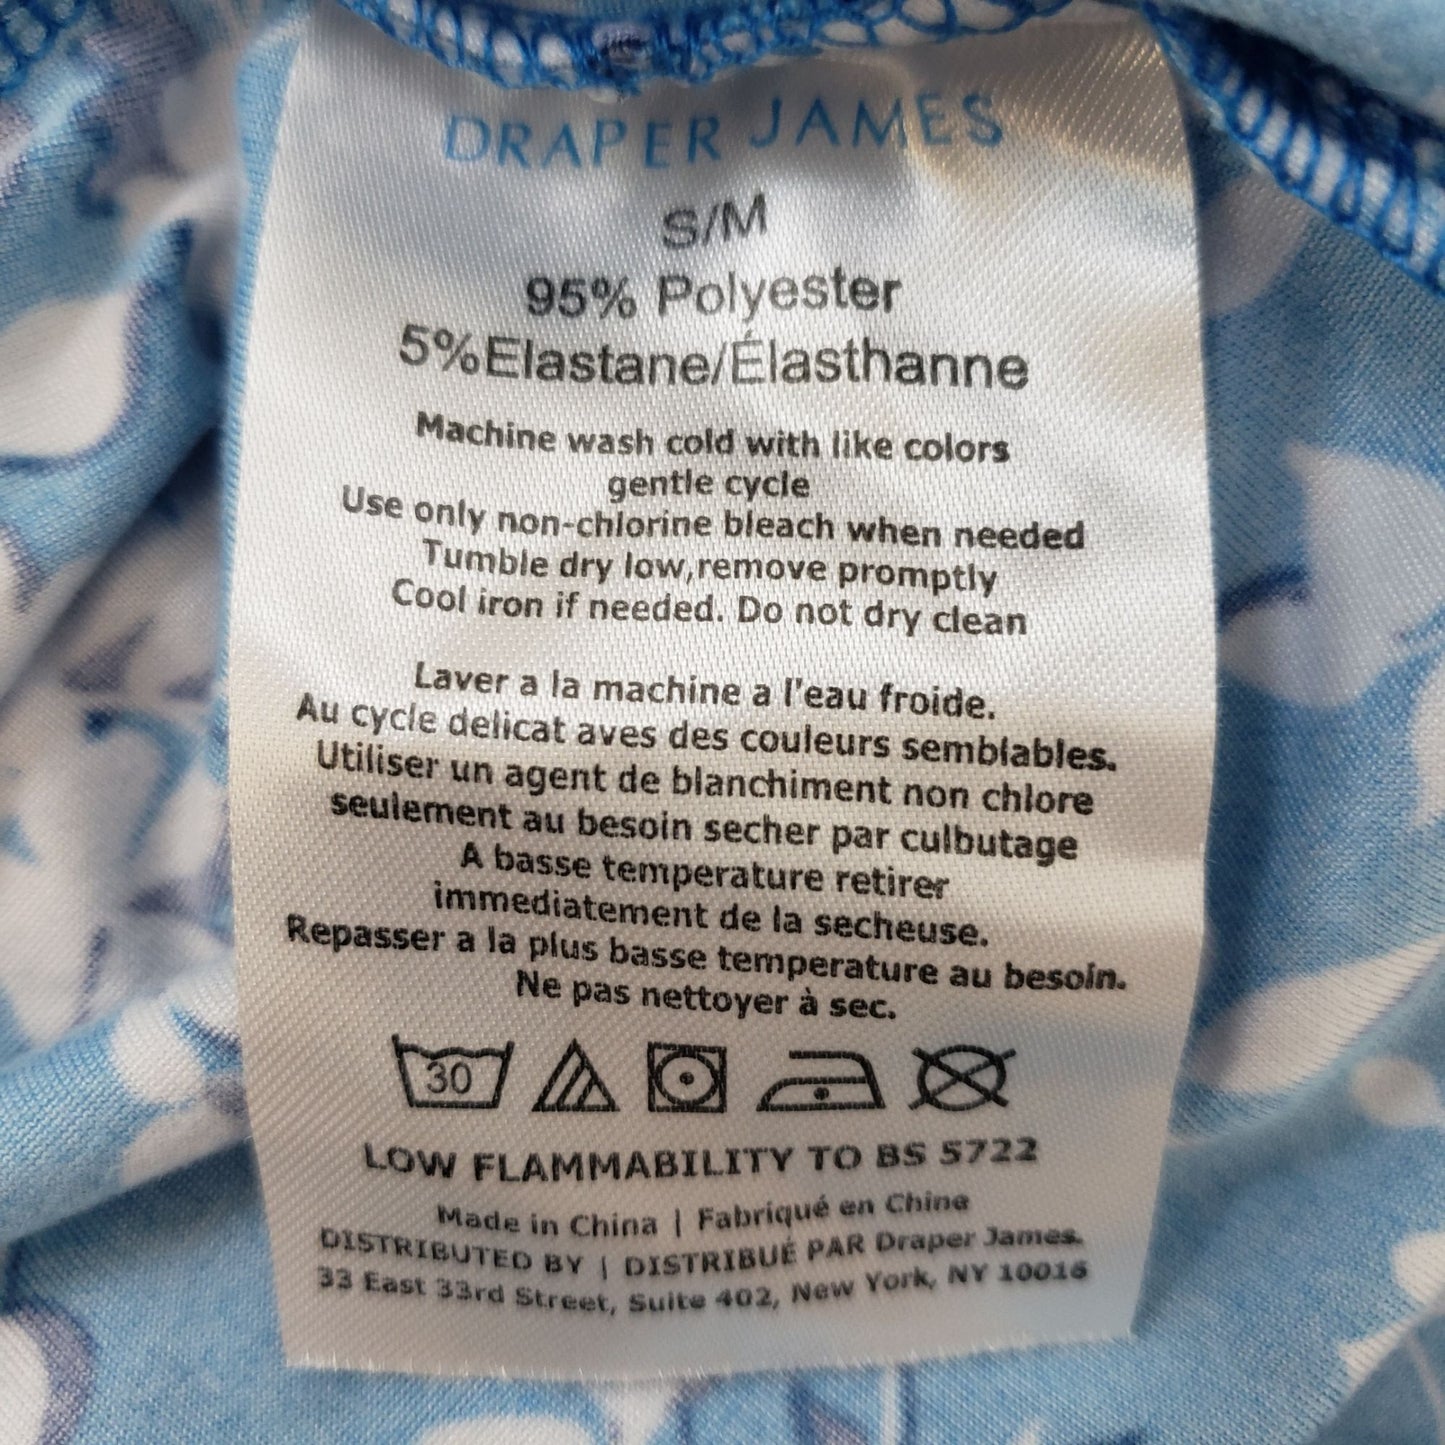 DRAPER JAMES
S/M
95% Polyester
5%Elastane/Élasthanne
Machine wash cold with like colors
gentle cycle
Use only non-chlorine bleach when needed
Tumble dry low,remove promptly
Cool iron if needed. Do not dry clean
Laver a la machine a l'eau froide.
Au cycle delicat aves des couleurs semblables.
Utiliser un agent de blanchiment non chlore
seulement au besoin secher par culbutage
A basse temperature retirer
immediatement de la secheuse.
Repasser a la plus basse temperature au besoin.
Ne pas nettoyer à sec.
30
LOW FLAMMABILITY TO BS 5722
Made in China | Fabriqué en Chine
DISTRIBUTED BY | DISTRIBUÉ PAR Draper James.
33 East 33rd Street, Suite 402, New York, NY 10016